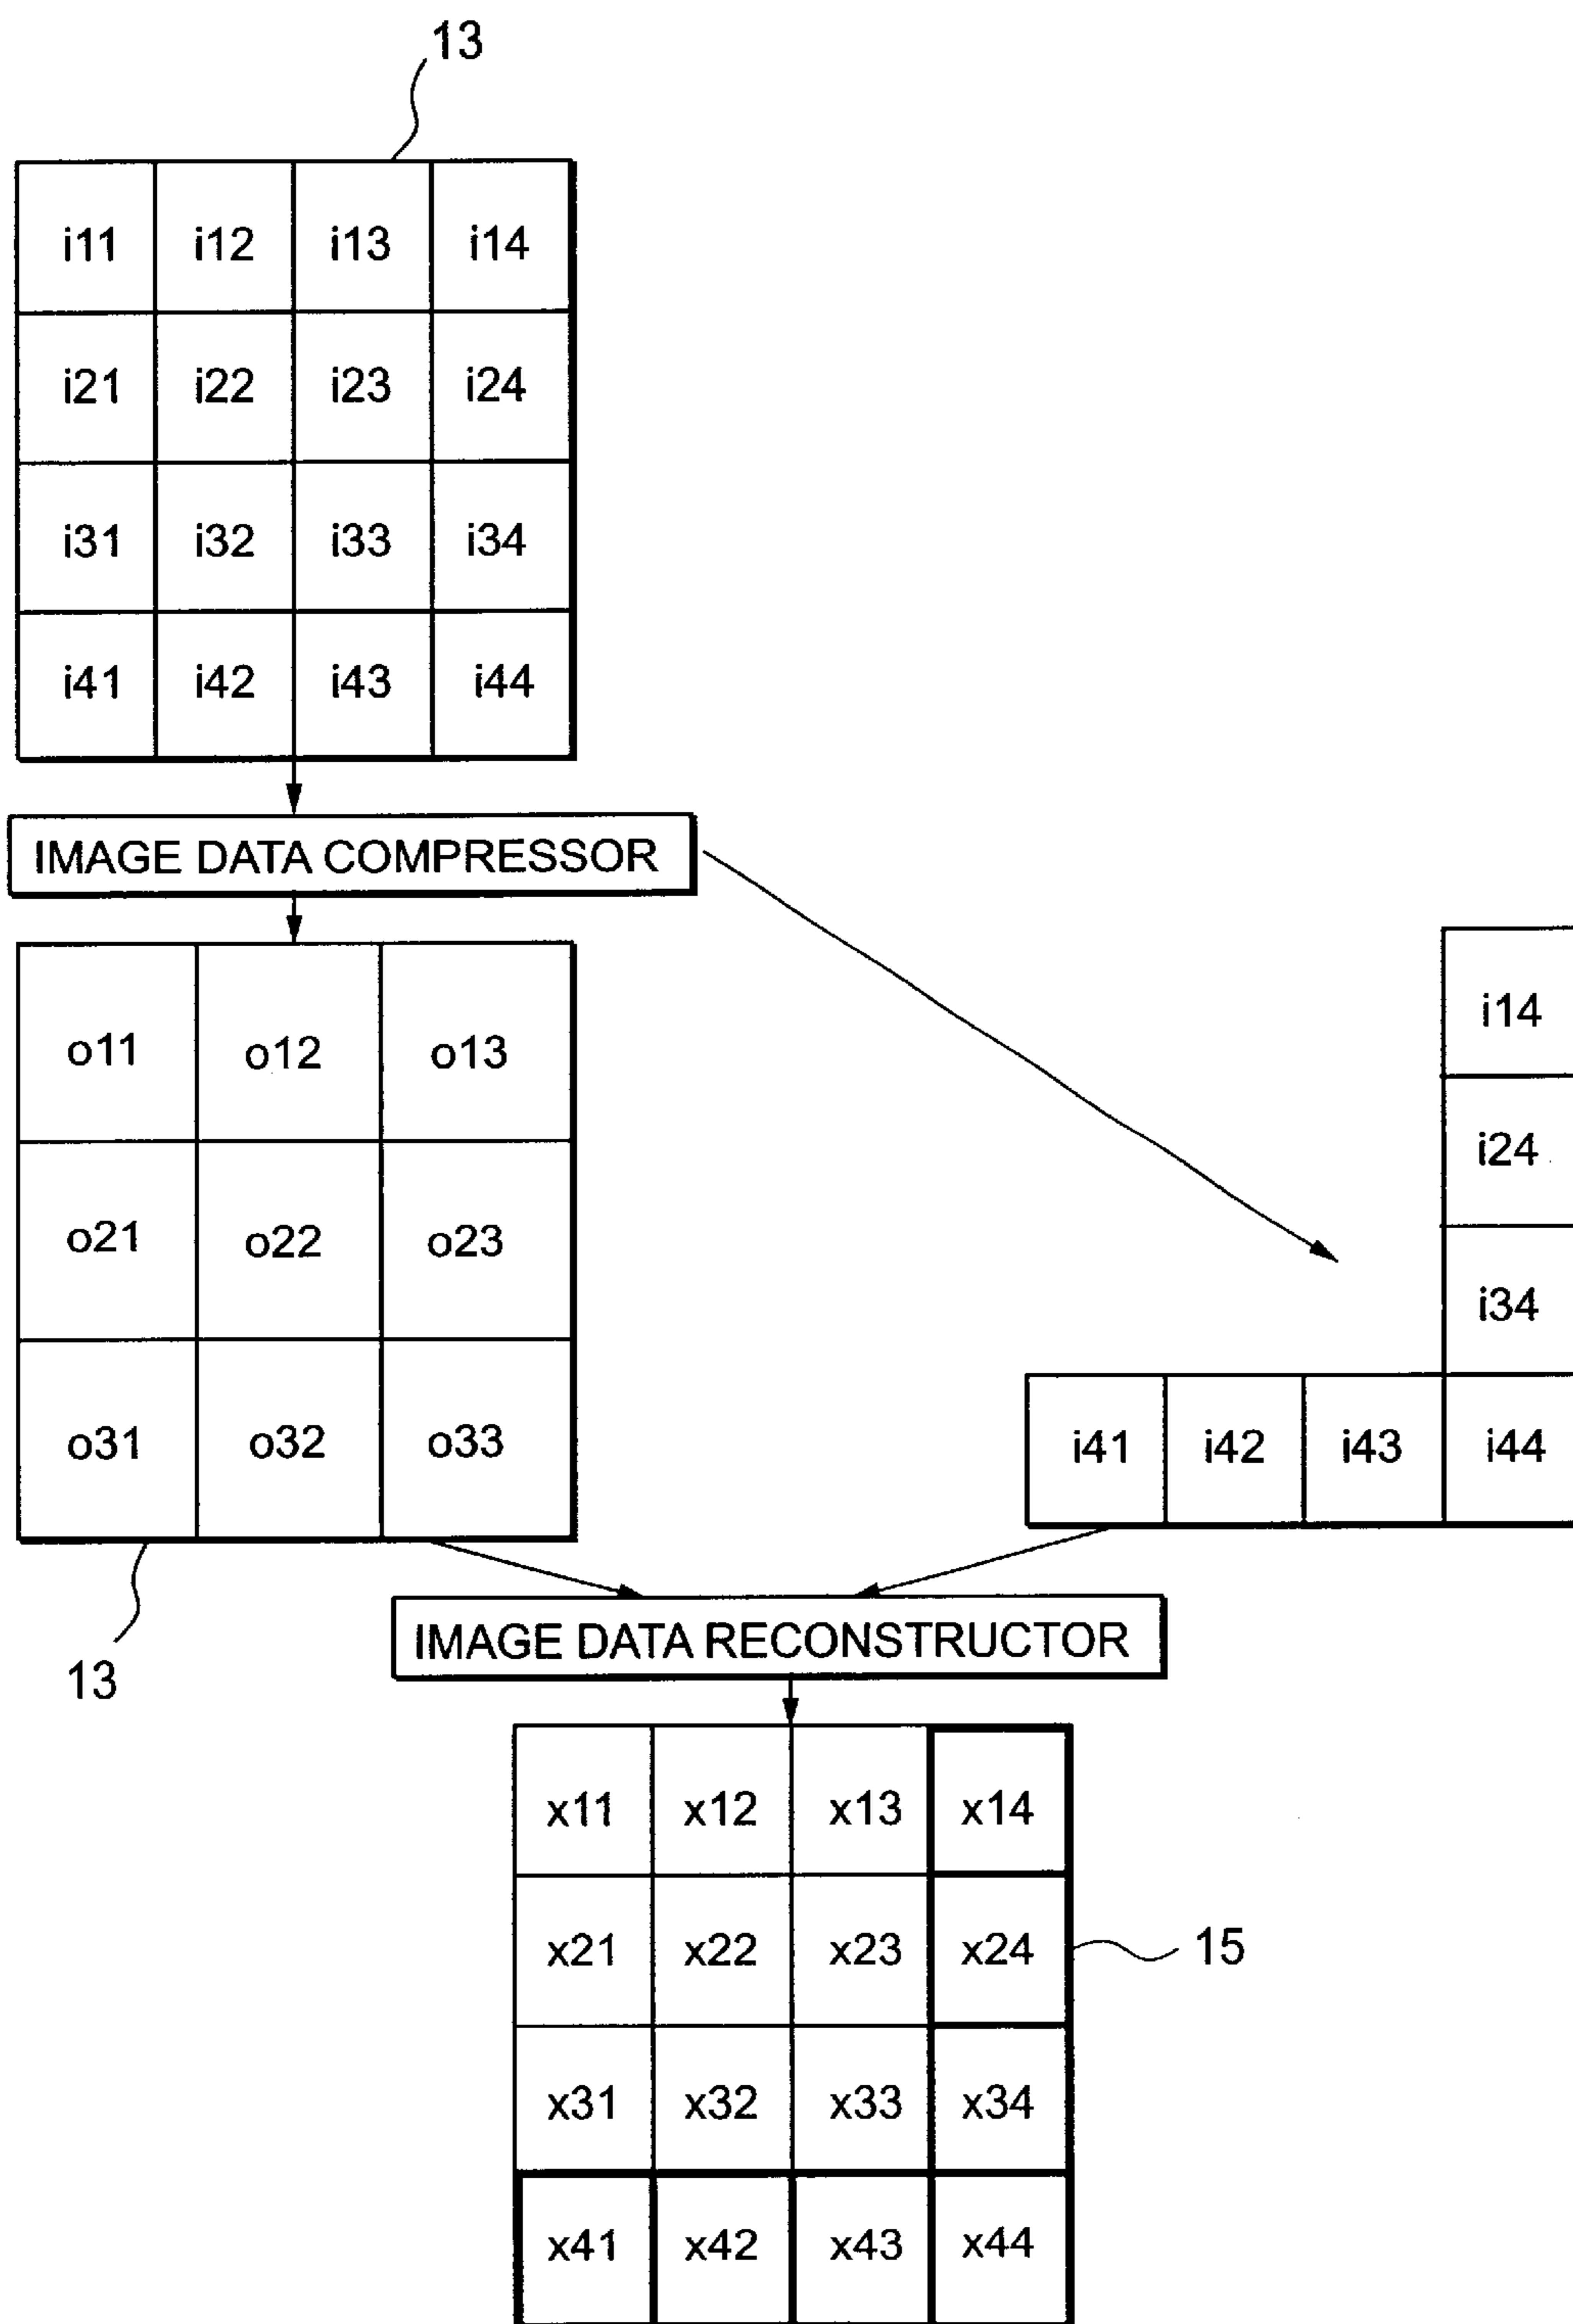 13
i11 i12 i13 i14
i21 i22 i23 i24
i31 i32 i33 i34
i41 i42 i43 i44
IMAGE DATA COMPRESSOR
o11 o12 o13
o21 o22 o23
o31 o32 o33
13
i14
i24
i34
i41 i42 i43 i44
IMAGE DATA RECONSTRUCTOR
x11 x12 x13 x14
x21 x22 x23 x24
15
x31 x32 x33 x34
x41 x42 x43 x44